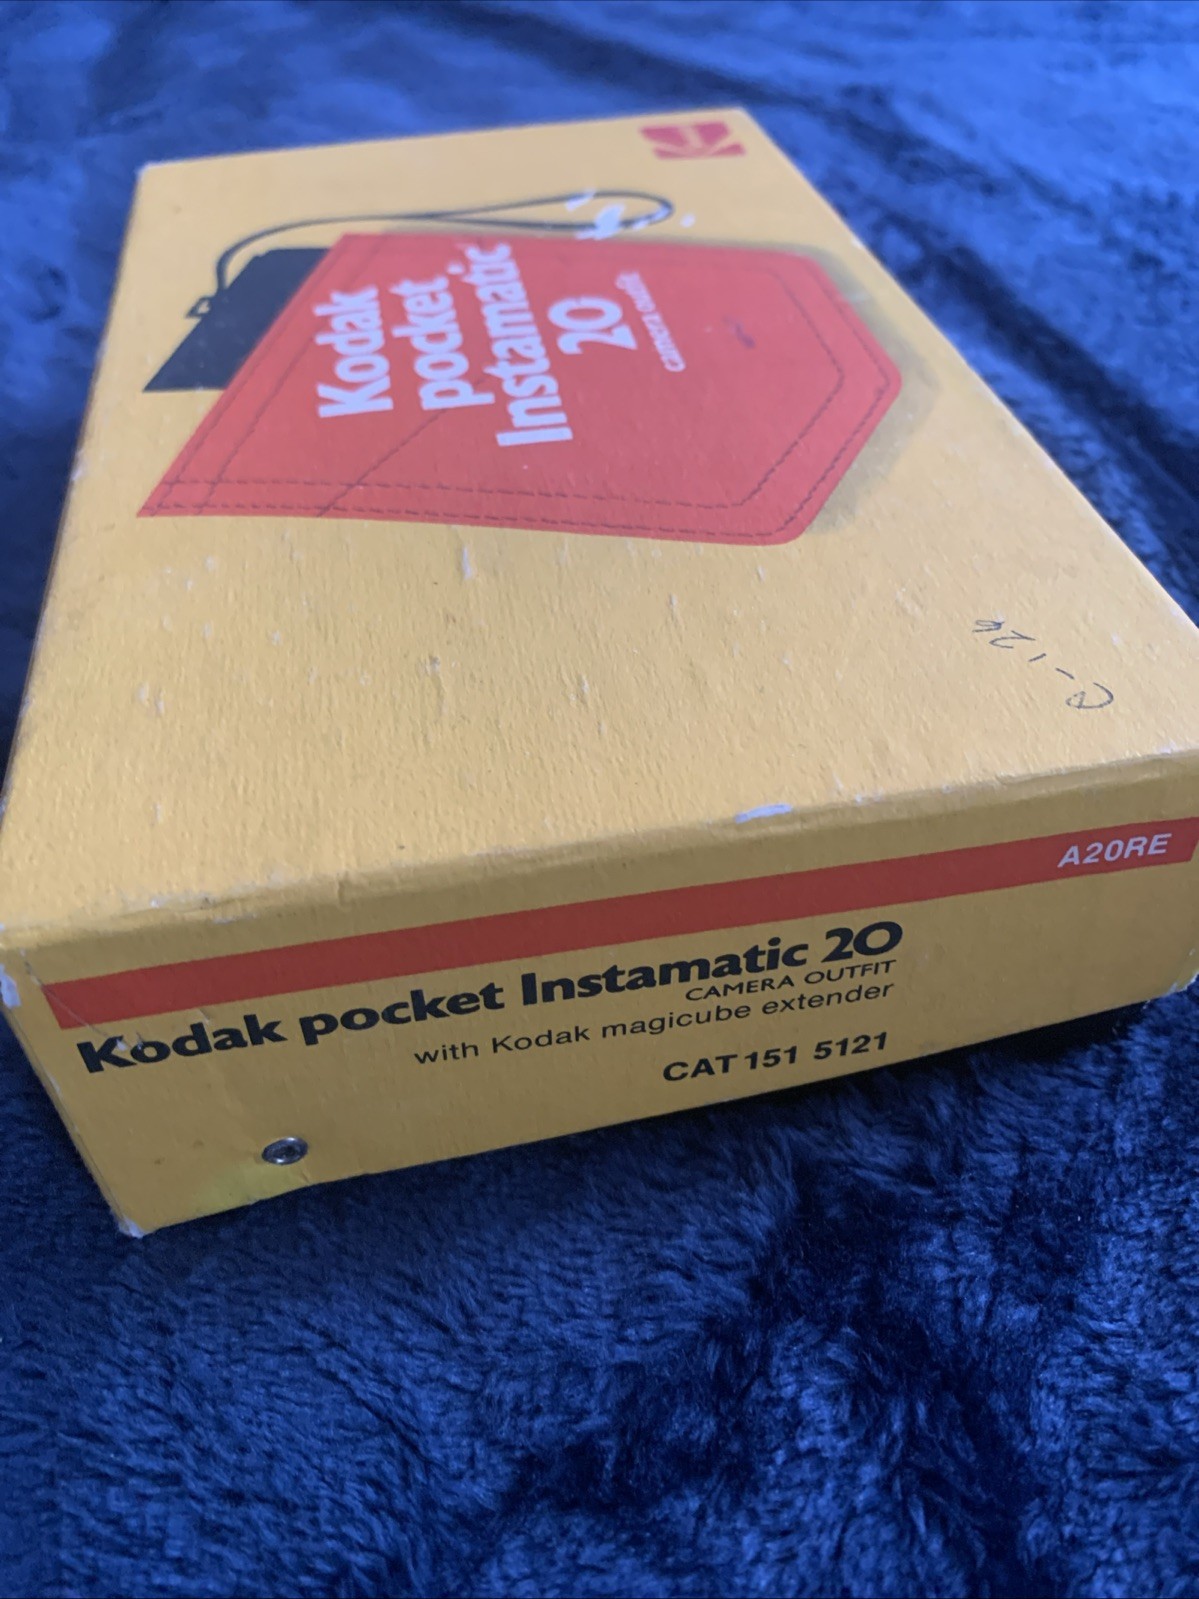 Kodak
pocket
Instamatic
20
camera outfit
C-126
A20RE
Kodak pocket Instamatic 20
CAMERA OUTFIT
with Kodak magicube extender
CAT 151 5121